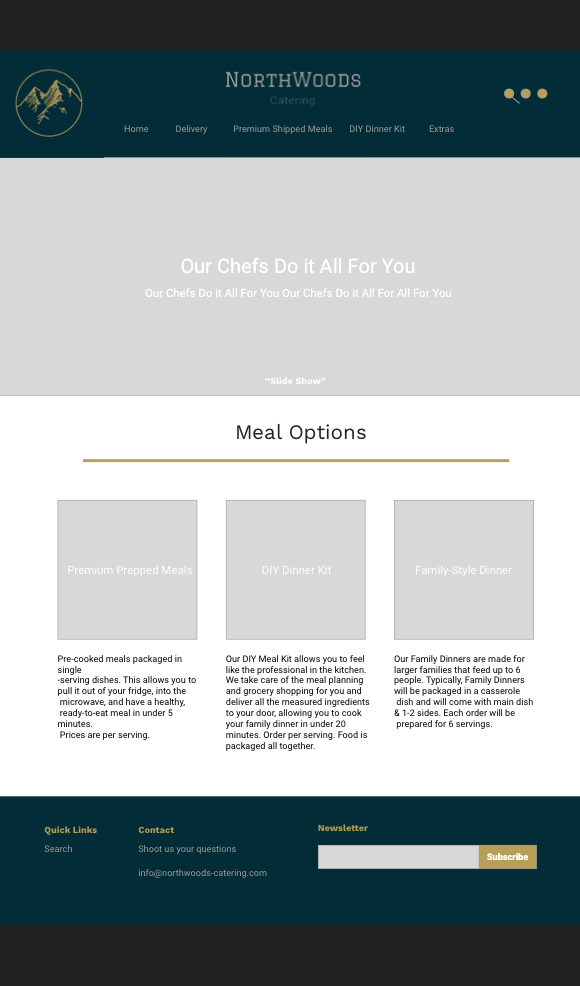 NorthWoods
Catering
Home Delivery Premium Shipped Meals DIY Dinner Kit Extras
Our Chefs Do it All For You
Our Chefs Do it All For You Our Chefs Do it All For All For You
“Slide Show”
Meal Options
Premium Prepped Meals
DIY Dinner Kit
Family-Style Dinner
Pre-cooked meals packaged in
single
-serving dishes. This allows you to
pull it out of your fridge, into the
microwave, and have a healthy,
ready-to-eat meal in under 5
minutes.
Prices are per serving.
Our DIY Meal Kit allows you to feel
like the professional in the kitchen.
We take care of the meal planning
and grocery shopping for you and
deliver all the measured ingredients
to your door, allowing you to cook
your family dinner in under 20
minutes. Order per serving. Food is
packaged all together.
Our Family Dinners are made for
larger families that feed up to 6
people. Typically, Family Dinners
will be packaged in a casserole
dish and will come with main dish
& 1-2 sides. Each order will be
prepared for 6 servings.
Quick Links
Search
Contact
Shoot us your questions
info@northwoods-catering.com
Newsletter
Subscribe